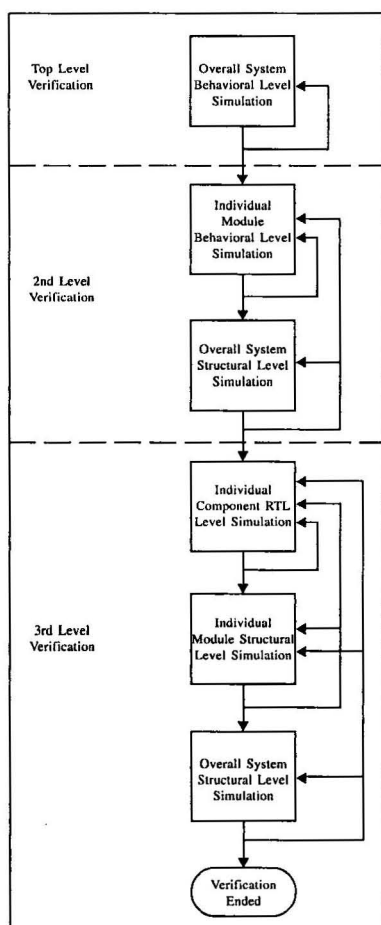 Top Level
Verification
Overall System
Behavioral Level
Simulation
2nd Level
Verification
Individual
Module
Behavioral Level
Simulation
Overall System
Structural Level
Simulation
3rd Level
Verification
Individual
Component RTL
Level Simulation
Individual
Module Structural
Level Simulation
Overall System
Structural Level
Simulation
Verification
Ended